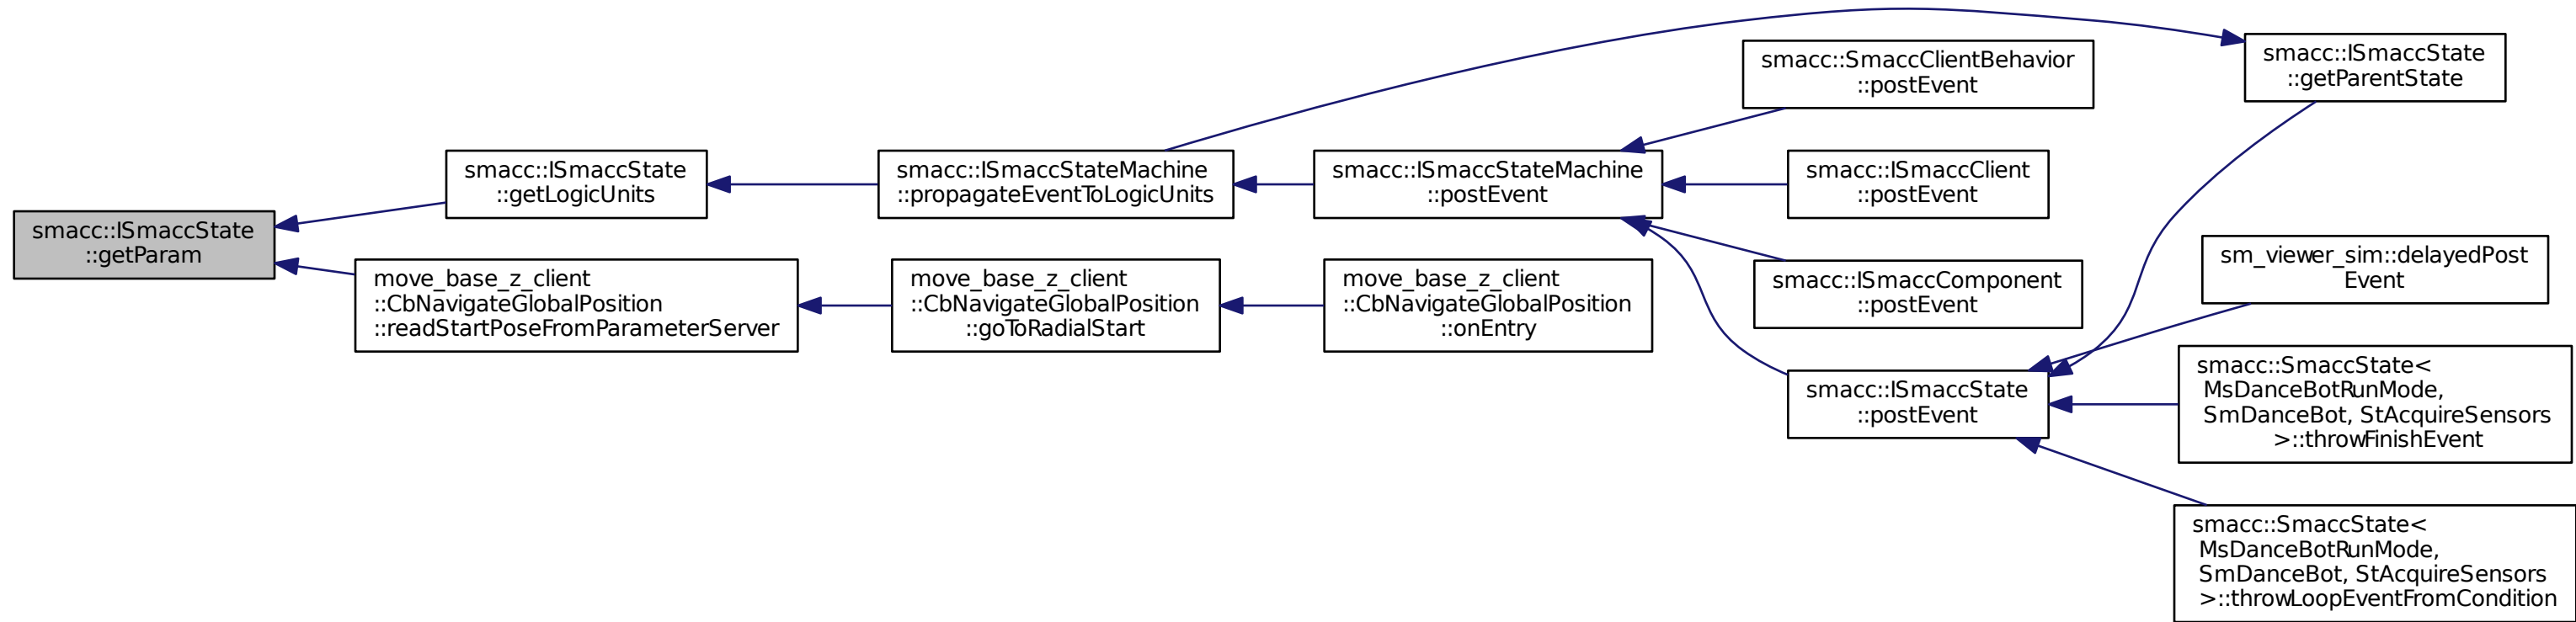 smacc::ISmaccState
::getParam
smacc::ISmaccState
::getLogicUnits
move_base_z_client
::CbNavigateGlobalPosition
::readStartPoseFromParameterServer
smacc::ISmaccStateMachine
::propagateEventToLogicUnits
move_base_z_client
::CbNavigateGlobalPosition
::goToRadialStart
smacc::ISmaccStateMachine
::postEvent
move_base_z_client
::CbNavigateGlobalPosition
::onEntry
smacc::SmaccClientBehavior
::postEvent
smacc::ISmaccClient
::postEvent
smacc::ISmaccComponent
::postEvent
smacc::ISmaccState
::postEvent
smacc::ISmaccState
::getParentState
sm_viewer_sim::delayedPost
Event
smacc::SmaccState<
MsDanceBotRunMode,
SmDanceBot, StAcquireSensors
>::throwFinishEvent
smacc::SmaccState<
MsDanceBotRunMode,
SmDanceBot, StAcquireSensors
>::throwLoopEventFromCondition